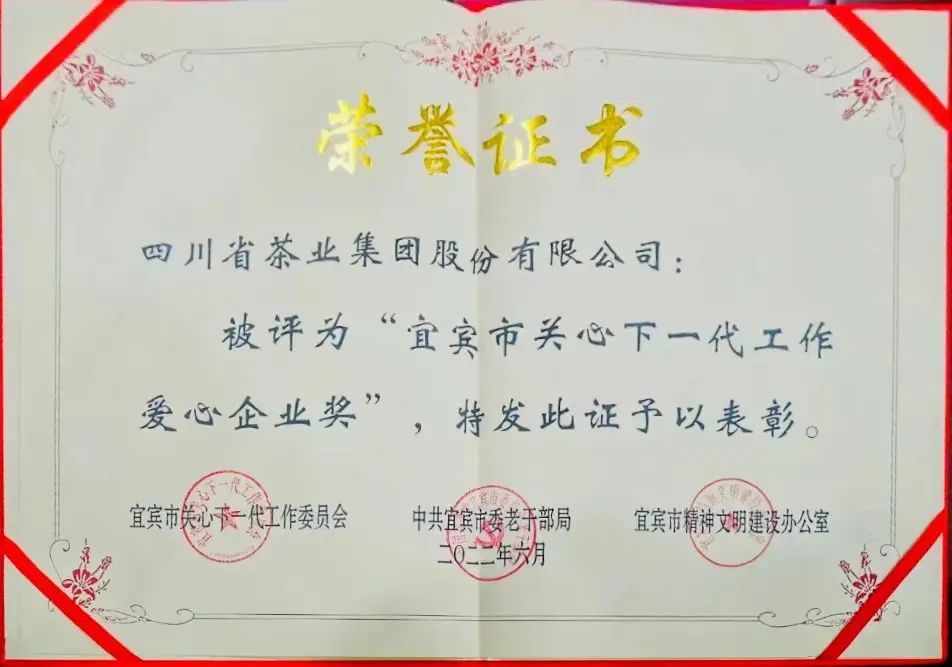 荣誉证书
四川省茶业集团股份有限公司：
被评为“宜宾市关心下一代工作
爱心企业奖”，特发此证予以表彰。
宜宾市关心下一代工作委员会 中共宜宾市委老干部局 宜宾市精神文明建设办公室
二〇二二年六月